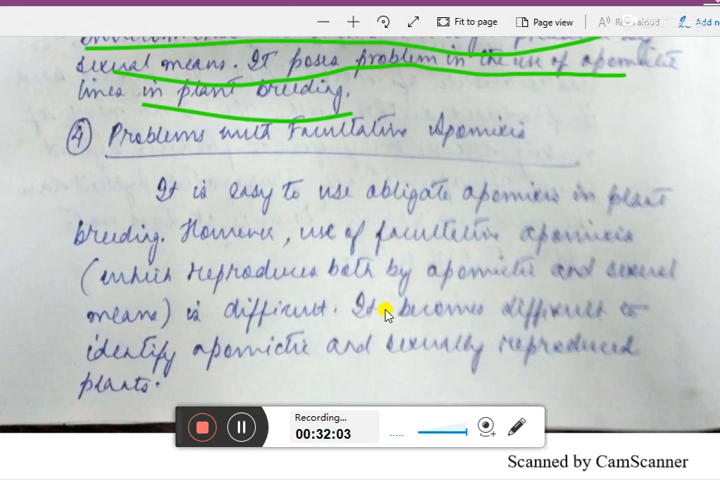 Fit to page
Page view
sexual means. It poses problem in the use of apomictic
lines in plant breeding.
④ Problems with Facultative Apomixis
It is easy to use obligate apomixis in plant
breeding. However, use of facultative apomixis
(which reproduces both by apomictic and sexual
means) is difficult. It becomes difficult to
identify apomictic and sexually reproduced
plants.
Recording...
00:32:03
Scanned by CamScanner